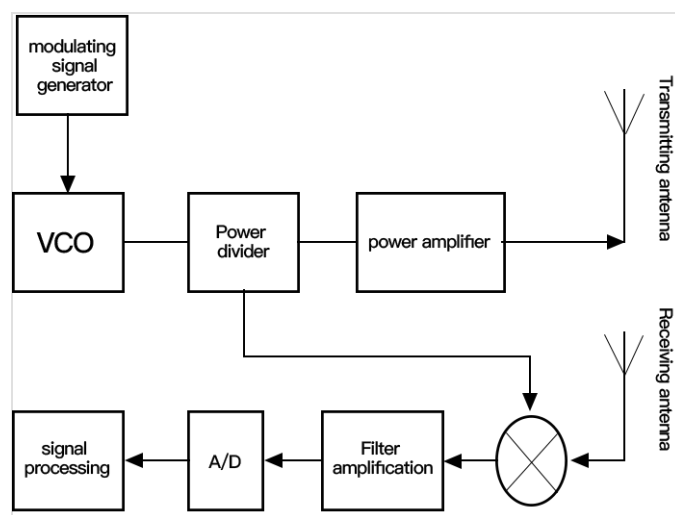 modulating
signal
generator
Transmitting antenna
VCO
Power
divider
power amplifier
Receiving antenna
signal
processing
A/D
Filter
amplification